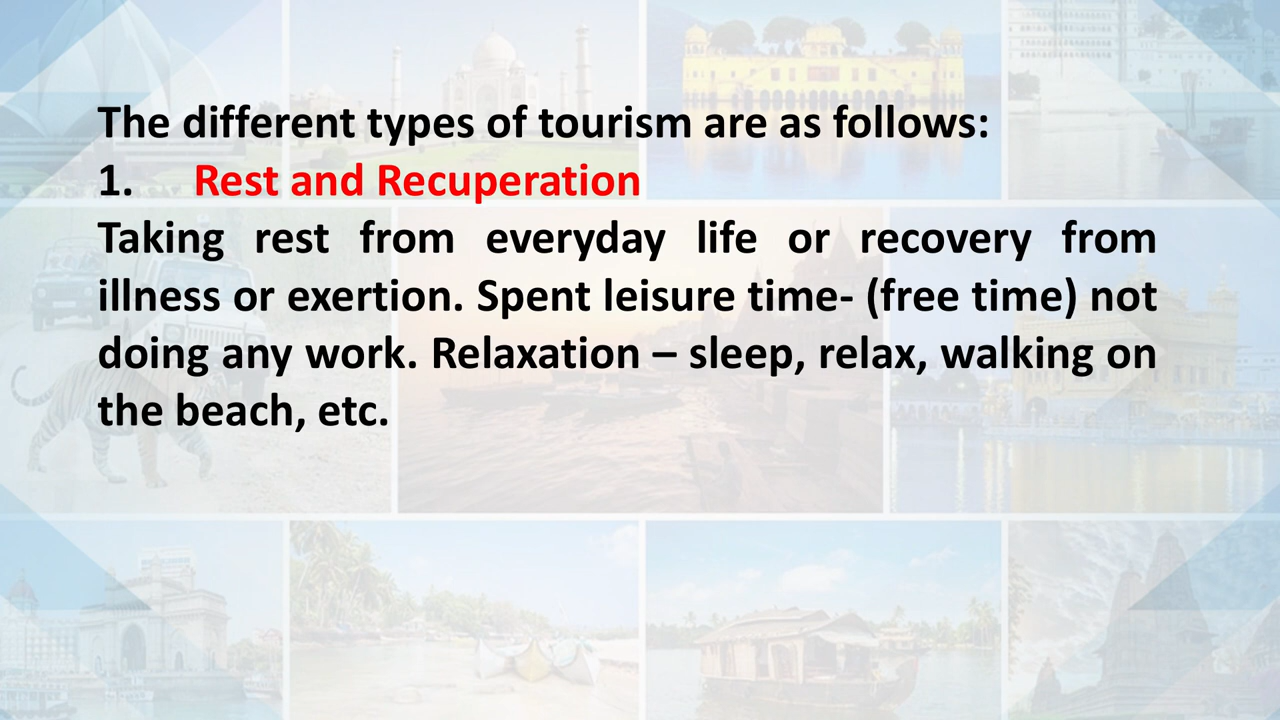 The different types of tourism are as follows:
1. Rest and Recuperation
Taking rest from everyday life or recovery from
illness or exertion. Spent leisure time- (free time) not
doing any work. Relaxation – sleep, relax, walking on
the beach, etc.